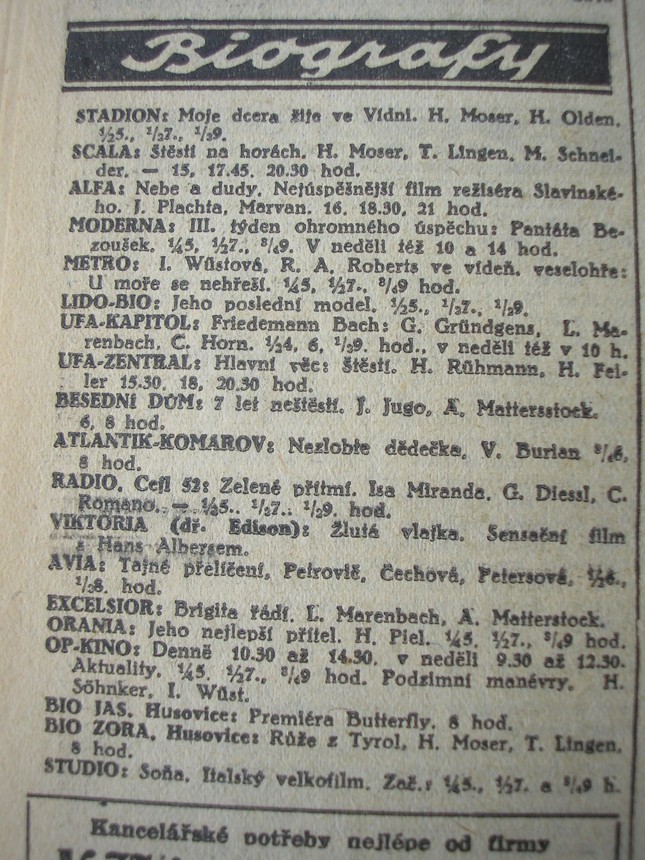 Biografy
STADION: Moje dcera žije ve Vídni. H. Moser, H. Olden.
½5., ½7., ½9.
SCALA: Štěstí na horách. H. Moser, T. Lingen, M. Schnei-
der. — 15, 17.45, 20.30 hod.
ALFA: Nebe a dudy. Nejúspěšnější film režiséra Slavinské-
ho. J. Plachta, Marvan. 16, 18.30, 21 hod.
MODERNA: III. týden ohromného úspěchu: Pantáta Be-
zoušek. ¼5, ½7., ¾9. V neděli též 10 a 14 hod.
METRO: I. Wüstová, R. A. Roberts ve vídeň. veselohře:
U moře se nehřeší. ¼5, ½7., ¾9 hod.
LIDO-BIO: Jeho poslední model. ½5., ½7., ½9.
UFA-KAPITOL: Friedemann Bach: G. Gründgens, L. Ma-
renbach, C. Horn. ½4, 6, ½9. hod., v neděli též v 10 h.
UFA-ZENTRAL: Hlavní věc: štěstí. H. Rühmann, H. Fei-
ler 15.30, 18, 20.30 hod.
BESEDNÍ DŮM: 7 let neštěstí. J. Jugo, A. Mattersstock.
6, 8 hod.
ATLANTIK-KOMAROV: Nezlobte dědečka, V. Burian ¾6,
8 hod.
RADIO, Cejl 52: Zelené přítmí. Isa Miranda, G. Diessl, C.
Romano. — ½5., ½7., ½9. hod.
VIKTORIA (dř. Edison): Žlutá vlajka. Sensační film
s Hans Albersem.
AVIA: Tajné přelíčení, Petrovič, Čechová, Petersová,
½8. hod.
EXCELSIOR: Brigita řádí. L. Marenbach, A. Matterstock.
ORANIA: Jeho nejlepší přítel. H. Piel. ¼5, ½7., ¾9 hod.
OP-KINO: Denně 10.30 až 14.30, v neděli 9.30 až 12.30.
Aktuality. ¼5, ½7., ¾9 hod. Podzimní manévry. H.
Söhnker, I. Wüst.
BIO JAS, Husovice: Premiéra Butterfly. 8 hod.
BIO ZORA, Husovice: Růže z Tyrol, H. Moser, T. Lingen,
8 hod.
STUDIO: Soňa. Italský velkofilm. Zač.: ¼5., ½7. a ¾9 h.
Kancelářské potřeby nejlépe od firmy